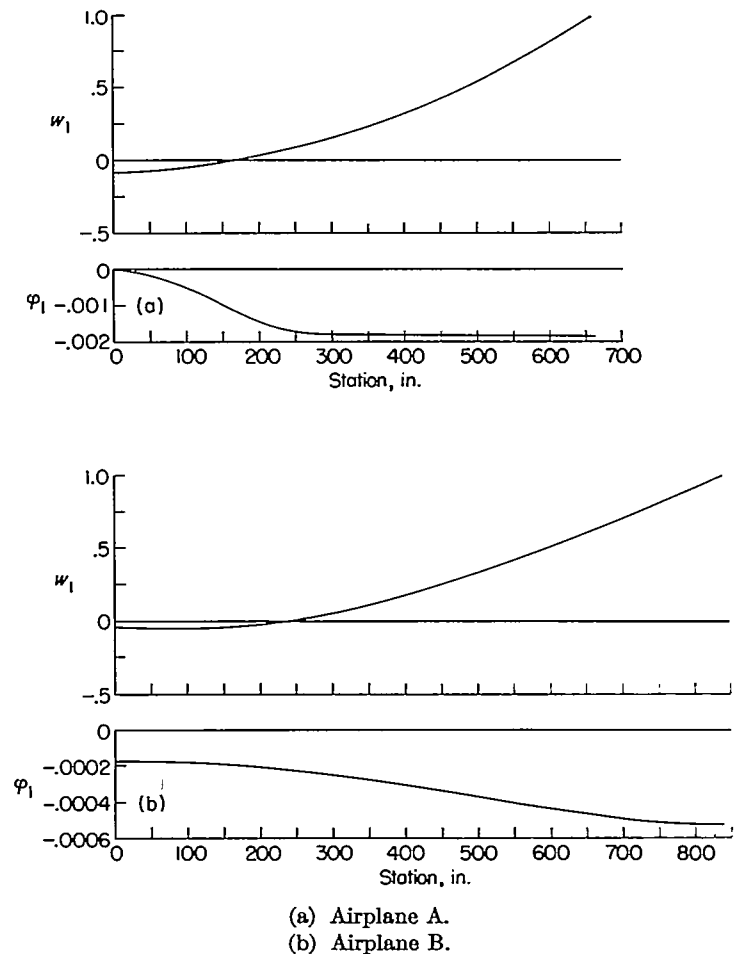 1.0
.5
w₁
0
-.5
0
φ₁ -.001 (a)
-.002
0 100 200 300 400 500 600 700
Station, in.
1.0
.5
w₁
0
-.5
0
-.0002
φ₁
-.0004 (b)
-.0006
0 100 200 300 400 500 600 700 800
Station, in.
(a) Airplane A.
(b) Airplane B.